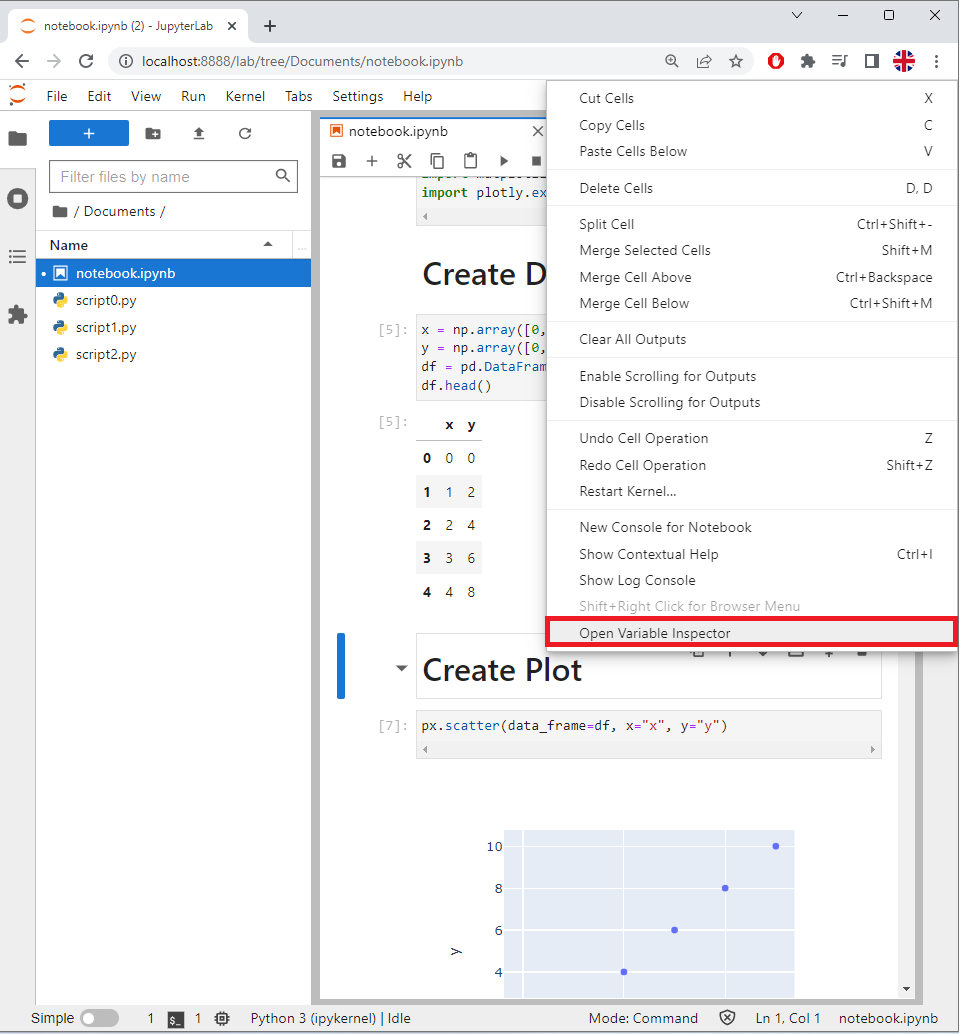 notebook.ipynb (2) - JupyterLab
localhost:8888/lab/tree/Documents/notebook.ipynb
File Edit View Run Kernel Tabs Settings Help
Filter files by name
/ Documents /
Name
...
notebook.ipynb
script0.py
script1.py
script2.py
notebook.ipynb
import plotly.ex
Create D
[5]:
x = np.array([0,
y = np.array([0,
df = pd.DataFram
df.head()
[5]:
x y
0 0 0
1 1 2
2 2 4
3 3 6
4 4 8
Create Plot
[7]:
px.scatter(data_frame=df, x="x", y="y")
10
8
6
4
y
Cut Cells X
Copy Cells C
Paste Cells Below V
Delete Cells D, D
Split Cell Ctrl+Shift+-
Merge Selected Cells Shift+M
Merge Cell Above Ctrl+Backspace
Merge Cell Below Ctrl+Shift+M
Clear All Outputs
Enable Scrolling for Outputs
Disable Scrolling for Outputs
Undo Cell Operation Z
Redo Cell Operation Shift+Z
Restart Kernel...
New Console for Notebook
Show Contextual Help Ctrl+I
Show Log Console
Shift+Right Click for Browser Menu
Open Variable Inspector
Simple 1 $_ 1 Python 3 (ipykernel) | Idle Mode: Command Ln 1, Col 1 notebook.ipynb